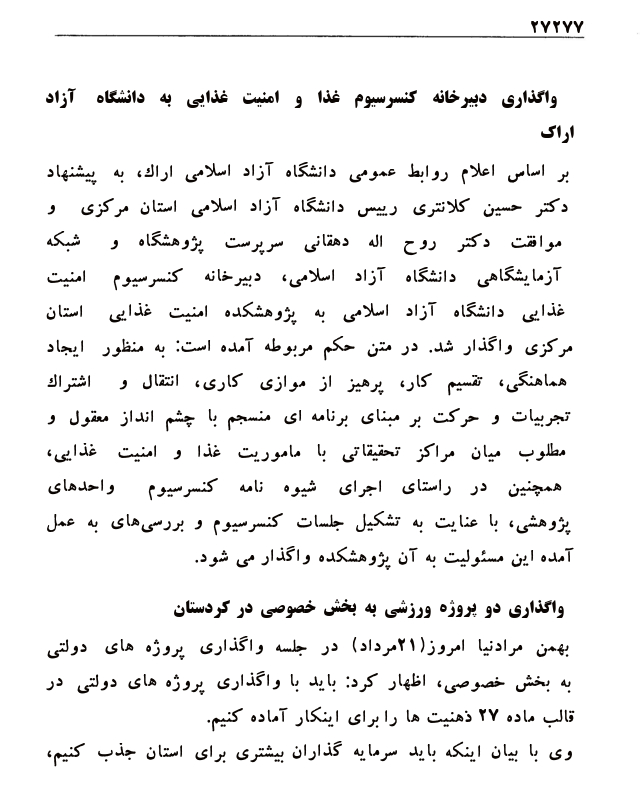 ۲۷۲۷۷
واگذاری دبیرخانه کنسرسیوم غذا و امنیت غذایی به دانشگاه آزاد
اراک
بر اساس اعلام روابط عمومی دانشگاه آزاد اسلامی اراک، به پیشنهاد
دکتر حسین کلانتری رییس دانشگاه آزاد اسلامی استان مرکزی و
موافقت دکتر روح اله دهقانی سرپرست پژوهشگاه و شبکه
آزمایشگاهی دانشگاه آزاد اسلامی، دبیرخانه کنسرسیوم امنیت
غذایی دانشگاه آزاد اسلامی به پژوهشکده امنیت غذایی استان
مرکزی واگذار شد. در متن حکم مربوطه آمده است: به منظور ایجاد
هماهنگی، تقسیم کار، پرهیز از موازی کاری، انتقال و اشتراک
تجربیات و حرکت بر مبنای برنامه ای منسجم با چشم انداز معقول و
مطلوب میان مراکز تحقیقاتی با ماموریت غذا و امنیت غذایی،
همچنین در راستای اجرای شیوه نامه کنسرسیوم واحدهای
پژوهشی، با عنایت به تشکیل جلسات کنسرسیوم و بررسی‌های به عمل
آمده این مسئولیت به آن پژوهشکده واگذار می شود.
واگذاری دو پروژه ورزشی به بخش خصوصی در کردستان
بهمن مرادنیا امروز(۲۱مرداد) در جلسه واگذاری پروژه های دولتی
به بخش خصوصی، اظهار کرد: باید با واگذاری پروژه های دولتی در
قالب ماده ۲۷ ذهنیت ها را برای اینکار آماده کنیم.
وی با بیان اینکه باید سرمایه گذاران بیشتری برای استان جذب کنیم،